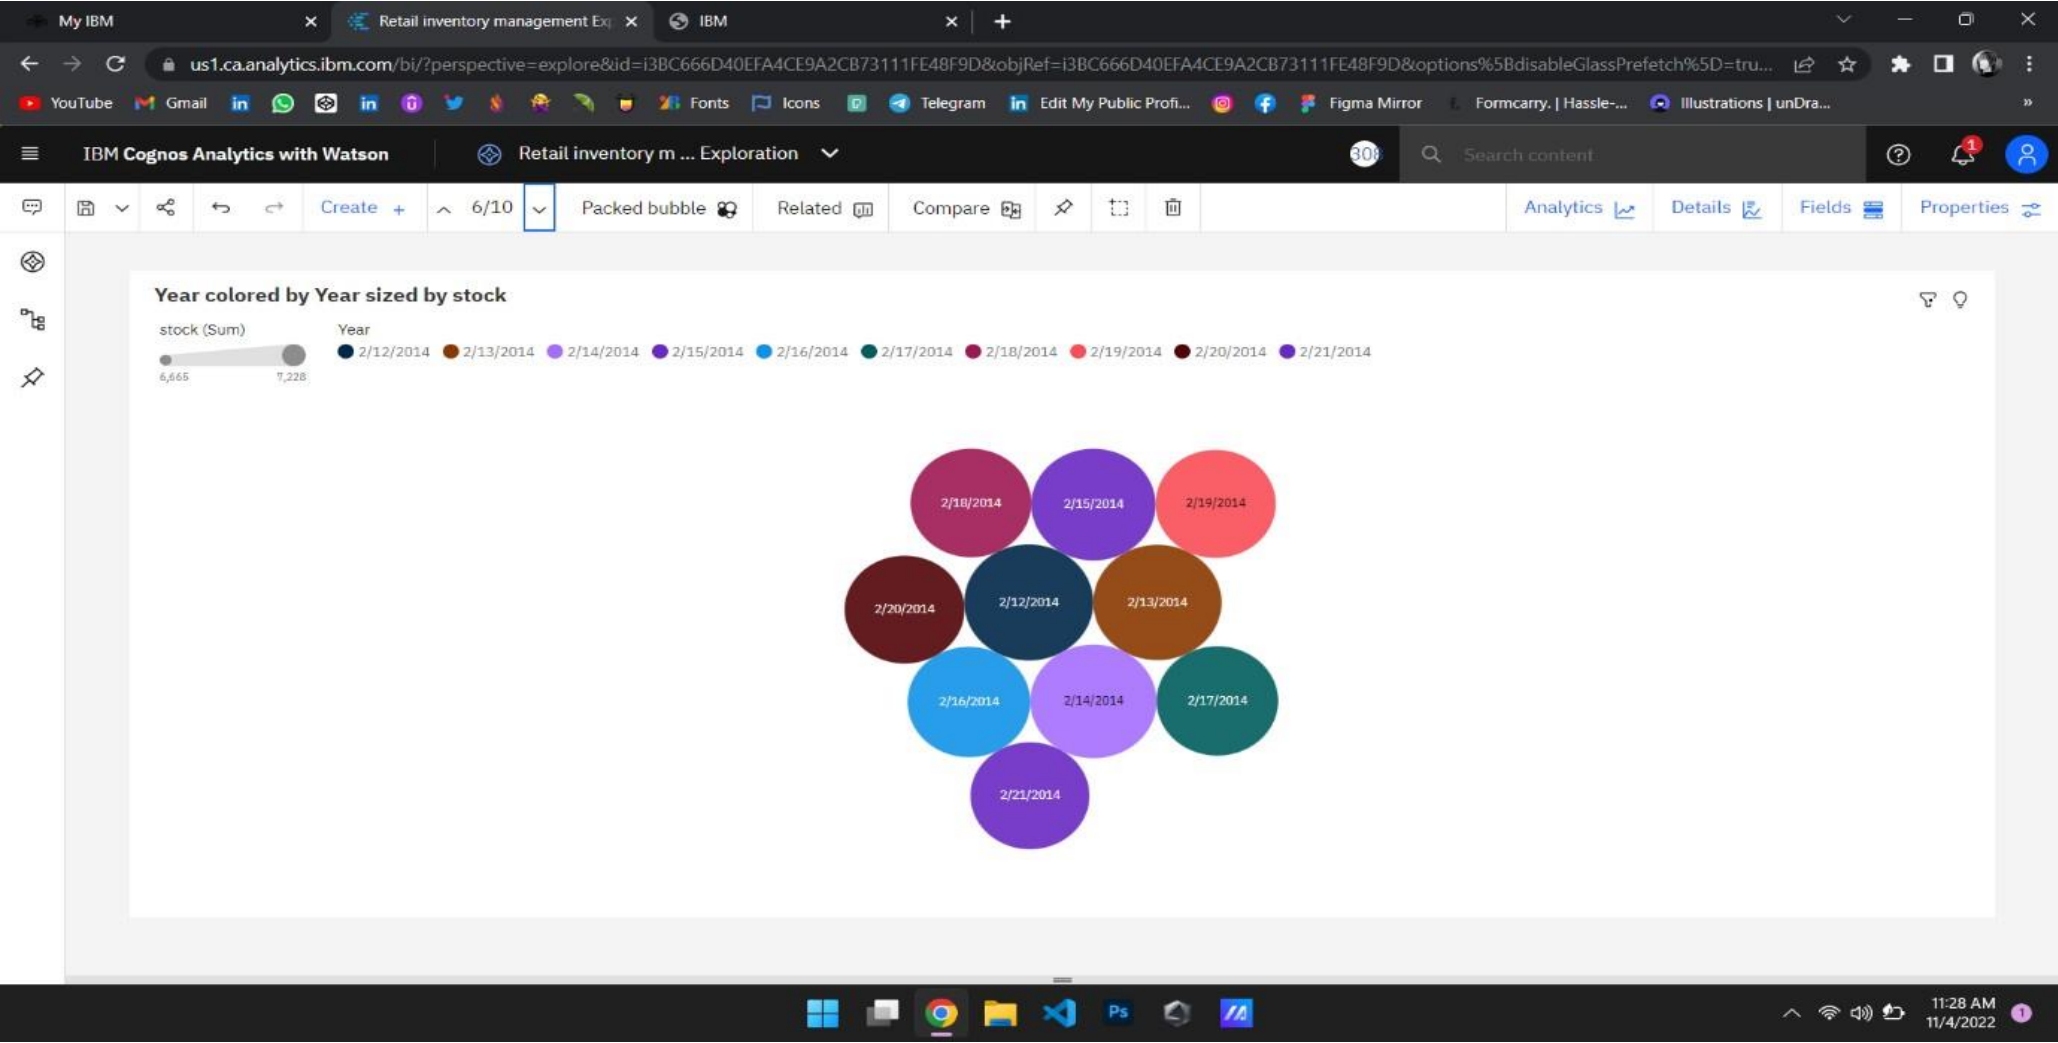 My IBM
Retail inventory management Exp
IBM
us1.ca.analytics.ibm.com/bi/?perspective=explore&id=i3BC666D40EFA4CE9A2CB73111FE48F9D&objRef=i3BC666D40EFA4CE9A2CB73111FE48F9D&options%5BdisableGlassPrefetch%5D=tru...
YouTube Gmail Fonts Icons Telegram Edit My Public Profi... Figma Mirror Formcarry. | Hassle-... Illustrations | unDra... »
IBM Cognos Analytics with Watson
Retail inventory m ... Exploration
308
Search content
1
Create +
6/10
Packed bubble
Related
Compare
Analytics
Details
Fields
Properties
Year colored by Year sized by stock
stock (Sum)
6,665 7,228
Year
2/12/2014 2/13/2014 2/14/2014 2/15/2014 2/16/2014 2/17/2014 2/18/2014 2/19/2014 2/20/2014 2/21/2014
2/18/2014 2/15/2014 2/19/2014
2/20/2014 2/12/2014 2/13/2014
2/16/2014 2/14/2014 2/17/2014
2/21/2014
Ps
11:28 AM
11/4/2022
1